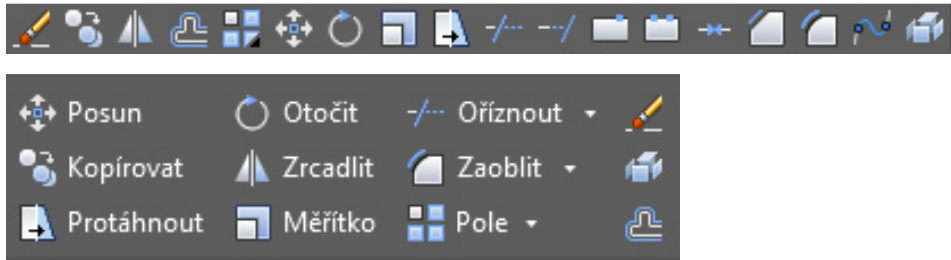 Posun Otočit Oříznout
Kopírovat Zrcadlit Zaoblit
Protáhnout Měřítko Pole